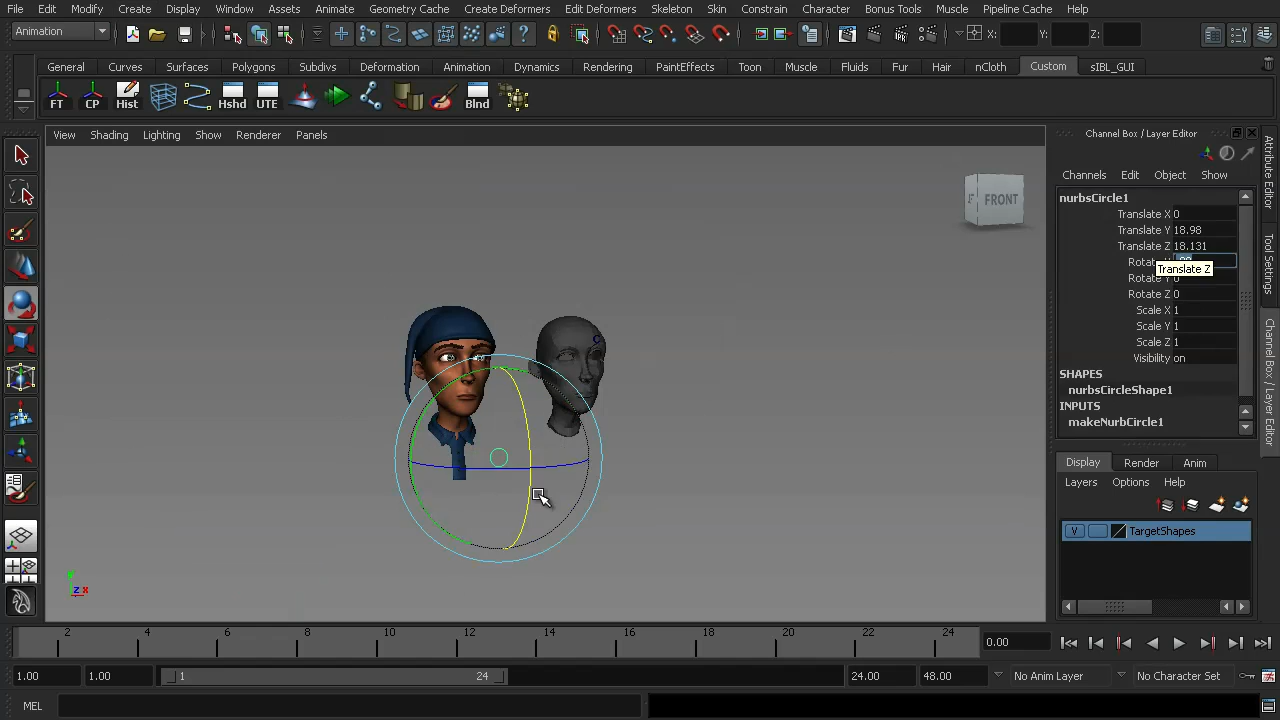 File Edit Modify Create Display Window Assets Animate Geometry Cache Create Deformers Edit Deformers Skeleton Skin Constrain Character Bonus Tools Muscle Pipeline Cache Help
Animation X: Y: Z:
General Curves Surfaces Polygons Subdivs Deformation Animation Dynamics Rendering PaintEffects Toon Muscle Fluids Fur Hair nCloth Custom sIBL_GUI
FT CP Hist Hshd UTE Blnd
View Shading Lighting Show Renderer Panels
FRONT
Channel Box / Layer Editor
Channels Edit Object Show
nurbsCircle1
Translate X 0
Translate Y 18.98
Translate Z 18.131
Rotate
Translate Z
Rotate Y 0
Rotate Z 0
Scale X 1
Scale Y 1
Scale Z 1
Visibility on
SHAPES
nurbsCircleShape1
INPUTS
makeNurbCircle1
Display Render Anim
Layers Options Help
V TargetShapes
Attribute Editor
Tool Settings
Channel Box / Layer Editor
y
z x
2 4 6 8 10 12 14 16 18 20 22 24 0.00
1.00 1.00 1 24 24.00 48.00 No Anim Layer No Character Set
MEL